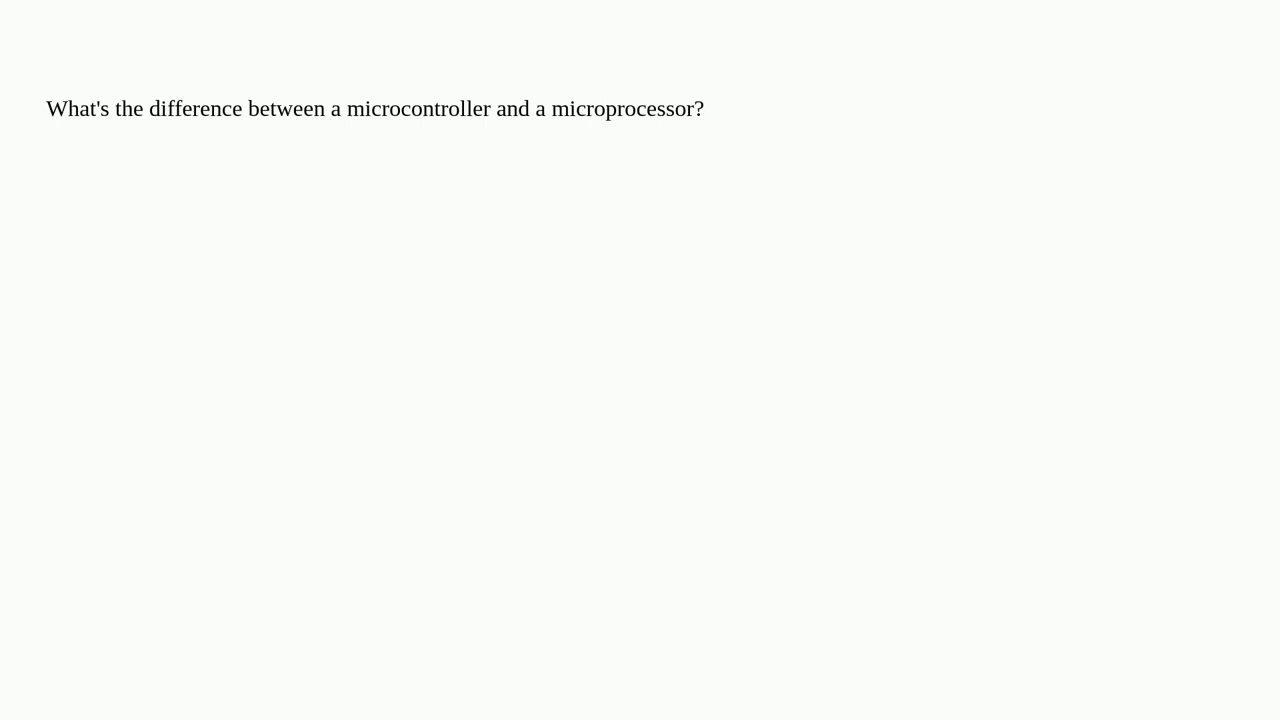 What's the difference between a microcontroller and a microprocessor?